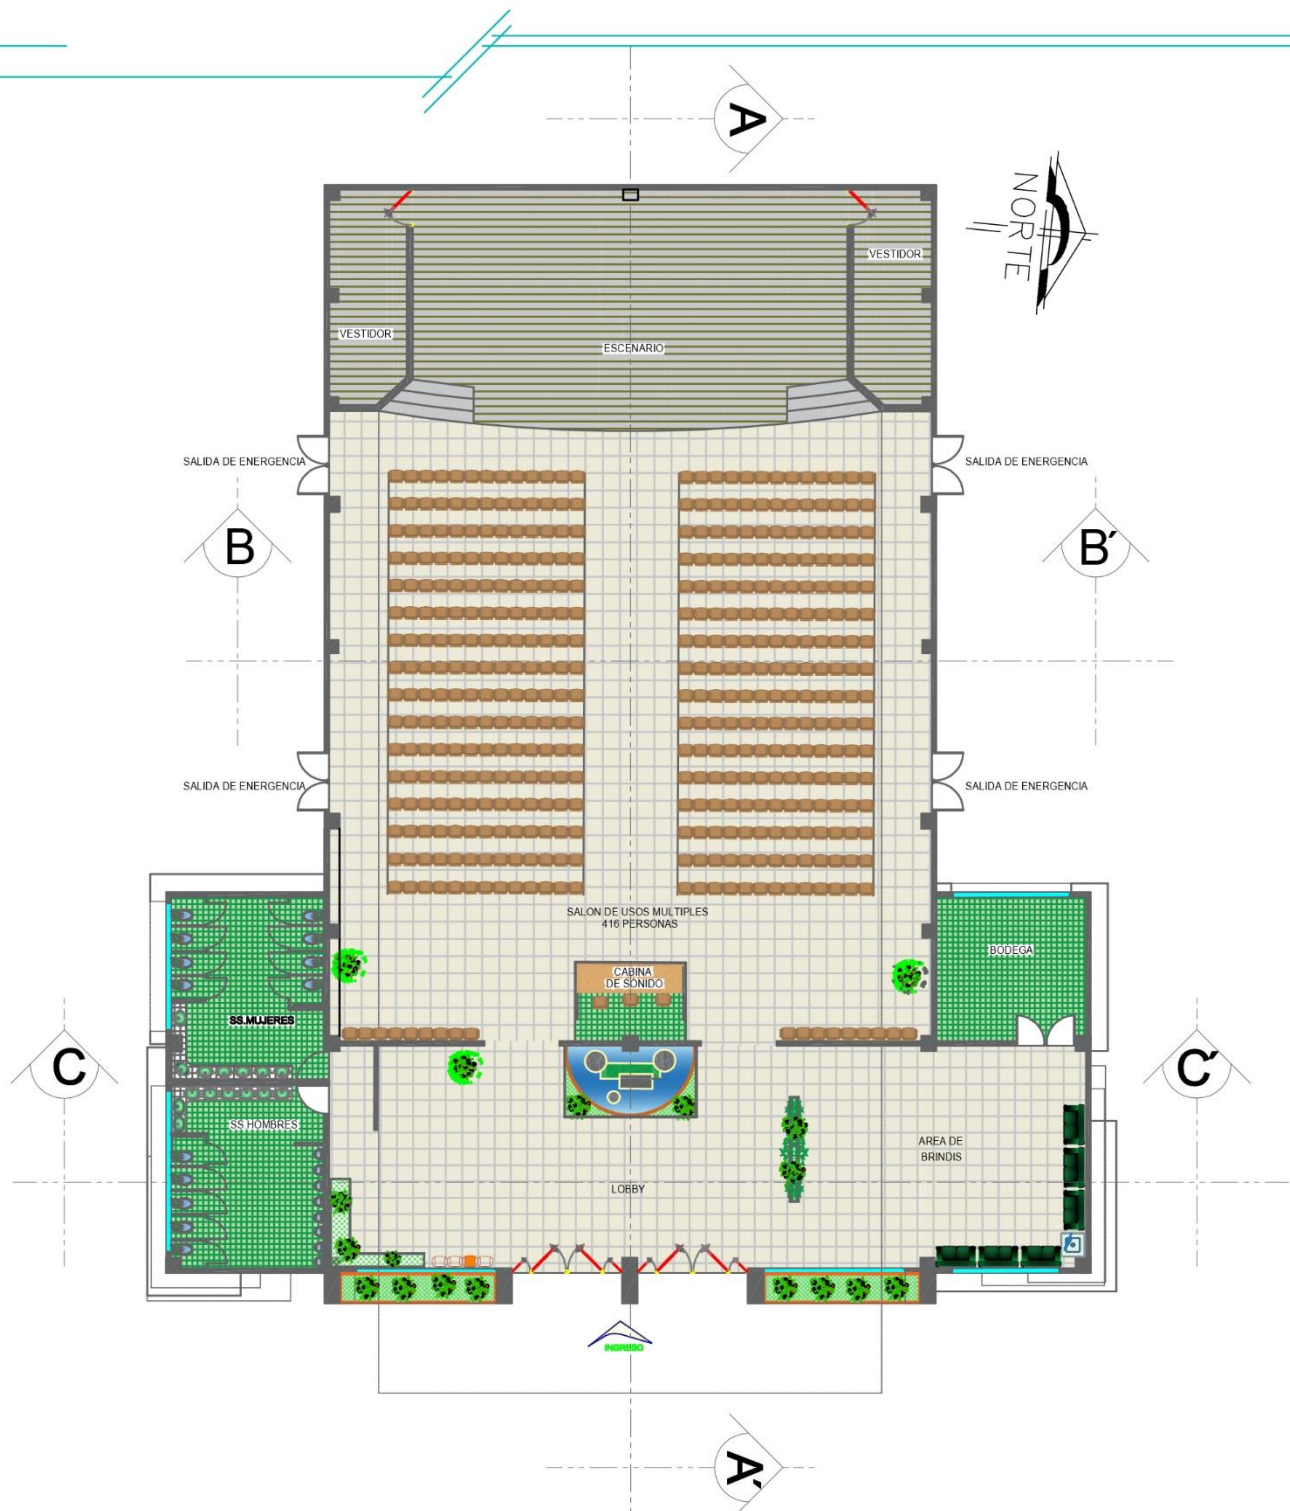 A
NORTE
VESTIDOR
VESTIDOR
ESCENARIO
SALIDA DE ENERGENCIA
SALIDA DE ENERGENCIA
B
B´
SALIDA DE ENERGENCIA
SALIDA DE ENERGENCIA
SALON DE USOS MULTIPLES
416 PERSONAS
BODEGA
CABINA
DE SONIDO
SS.MUJERES
C
C´
SS.HOMBRES
AREA DE
BRINDIS
LOBBY
INGRESO
A´